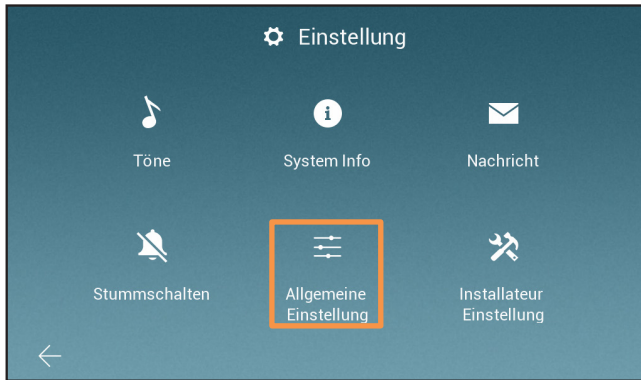 Einstellung
Töne
System Info
Nachricht
Stummschalten
Allgemeine
Einstellung
Installateur
Einstellung